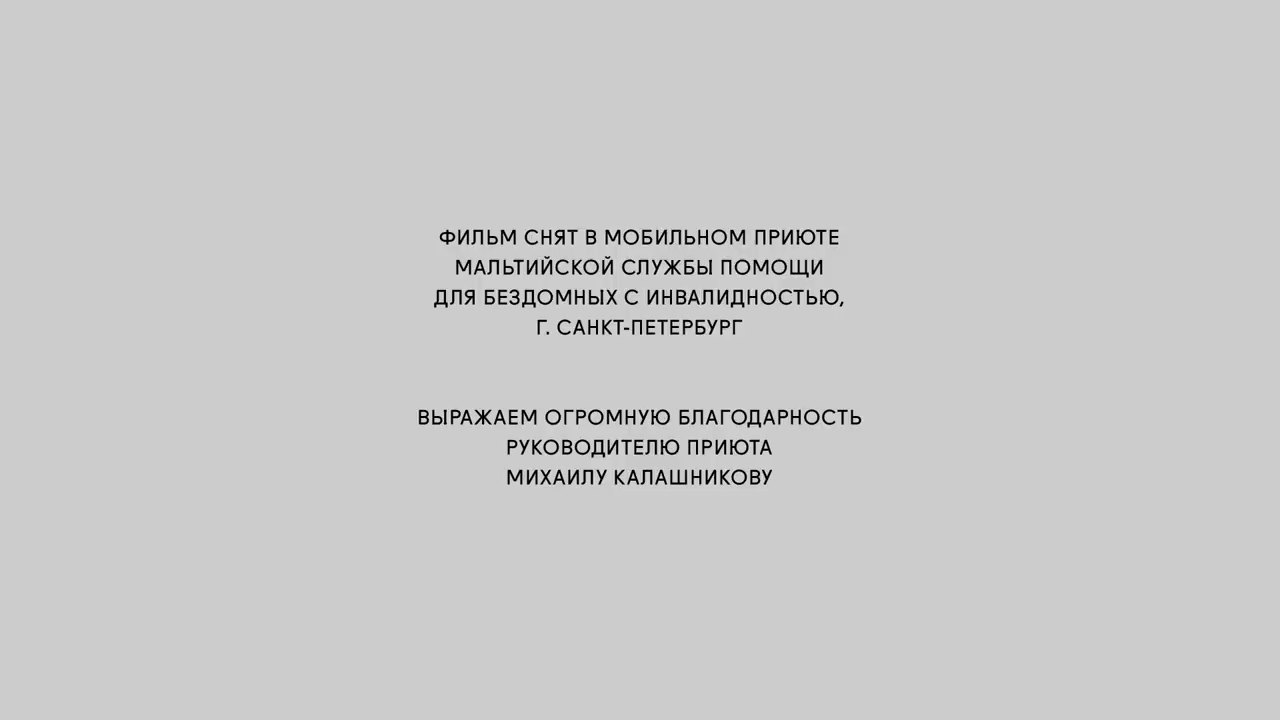 ФИЛЬМ СНЯТ В МОБИЛЬНОМ ПРИЮТЕ
МАЛЬТИЙСКОЙ СЛУЖБЫ ПОМОЩИ
ДЛЯ БЕЗДОМНЫХ С ИНВАЛИДНОСТЬЮ,
Г. САНКТ-ПЕТЕРБУРГ
ВЫРАЖАЕМ ОГРОМНУЮ БЛАГОДАРНОСТЬ
РУКОВОДИТЕЛЮ ПРИЮТА
МИХАИЛУ КАЛАШНИКОВУ